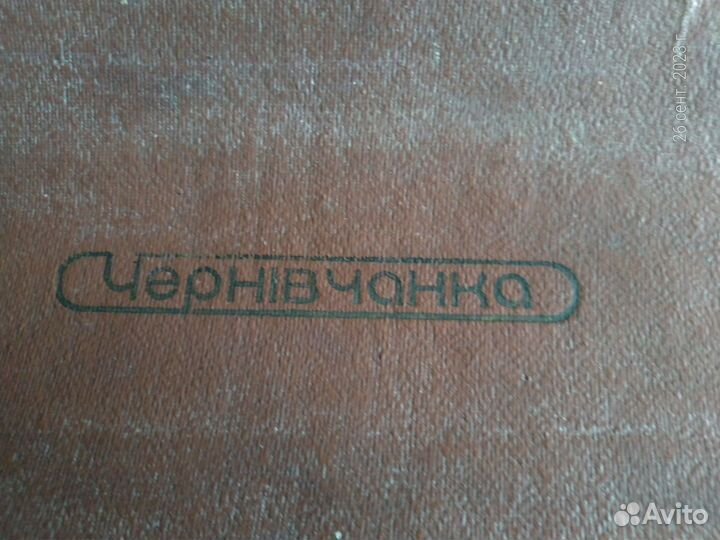 26 сент. 2023 г.
Чернівчанка
Avito